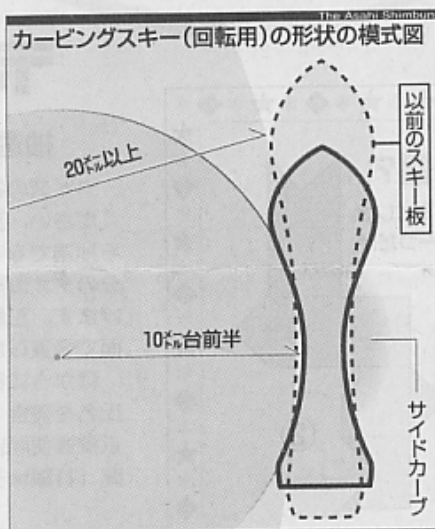 The Asahi Shimbun
カービングスキー(回転用)の形状の模式図
以前のスキー板
20メートル以上
10メートル台前半
サイドカーブ